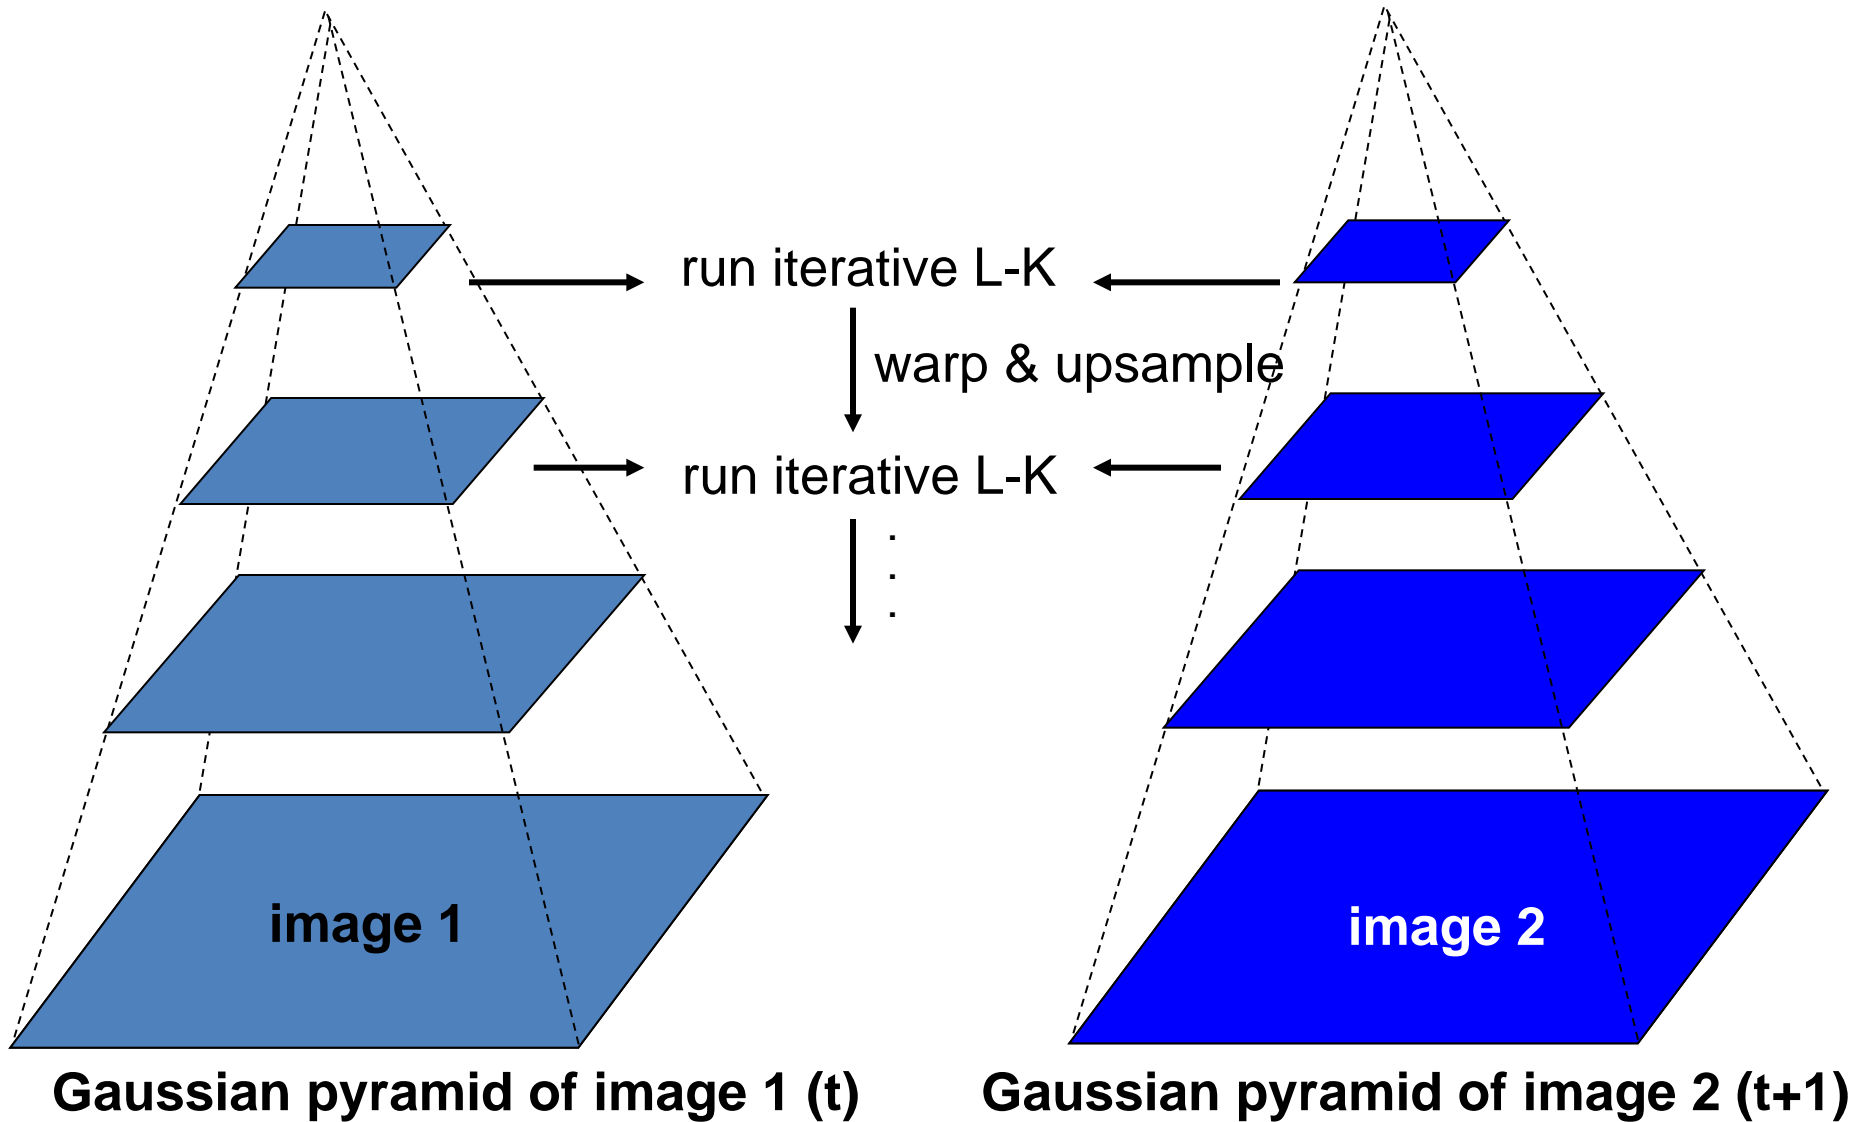 run iterative L-K
warp & upsample
run iterative L-K
.
.
.
image 1
image 2
Gaussian pyramid of image 1 (t)
Gaussian pyramid of image 2 (t+1)